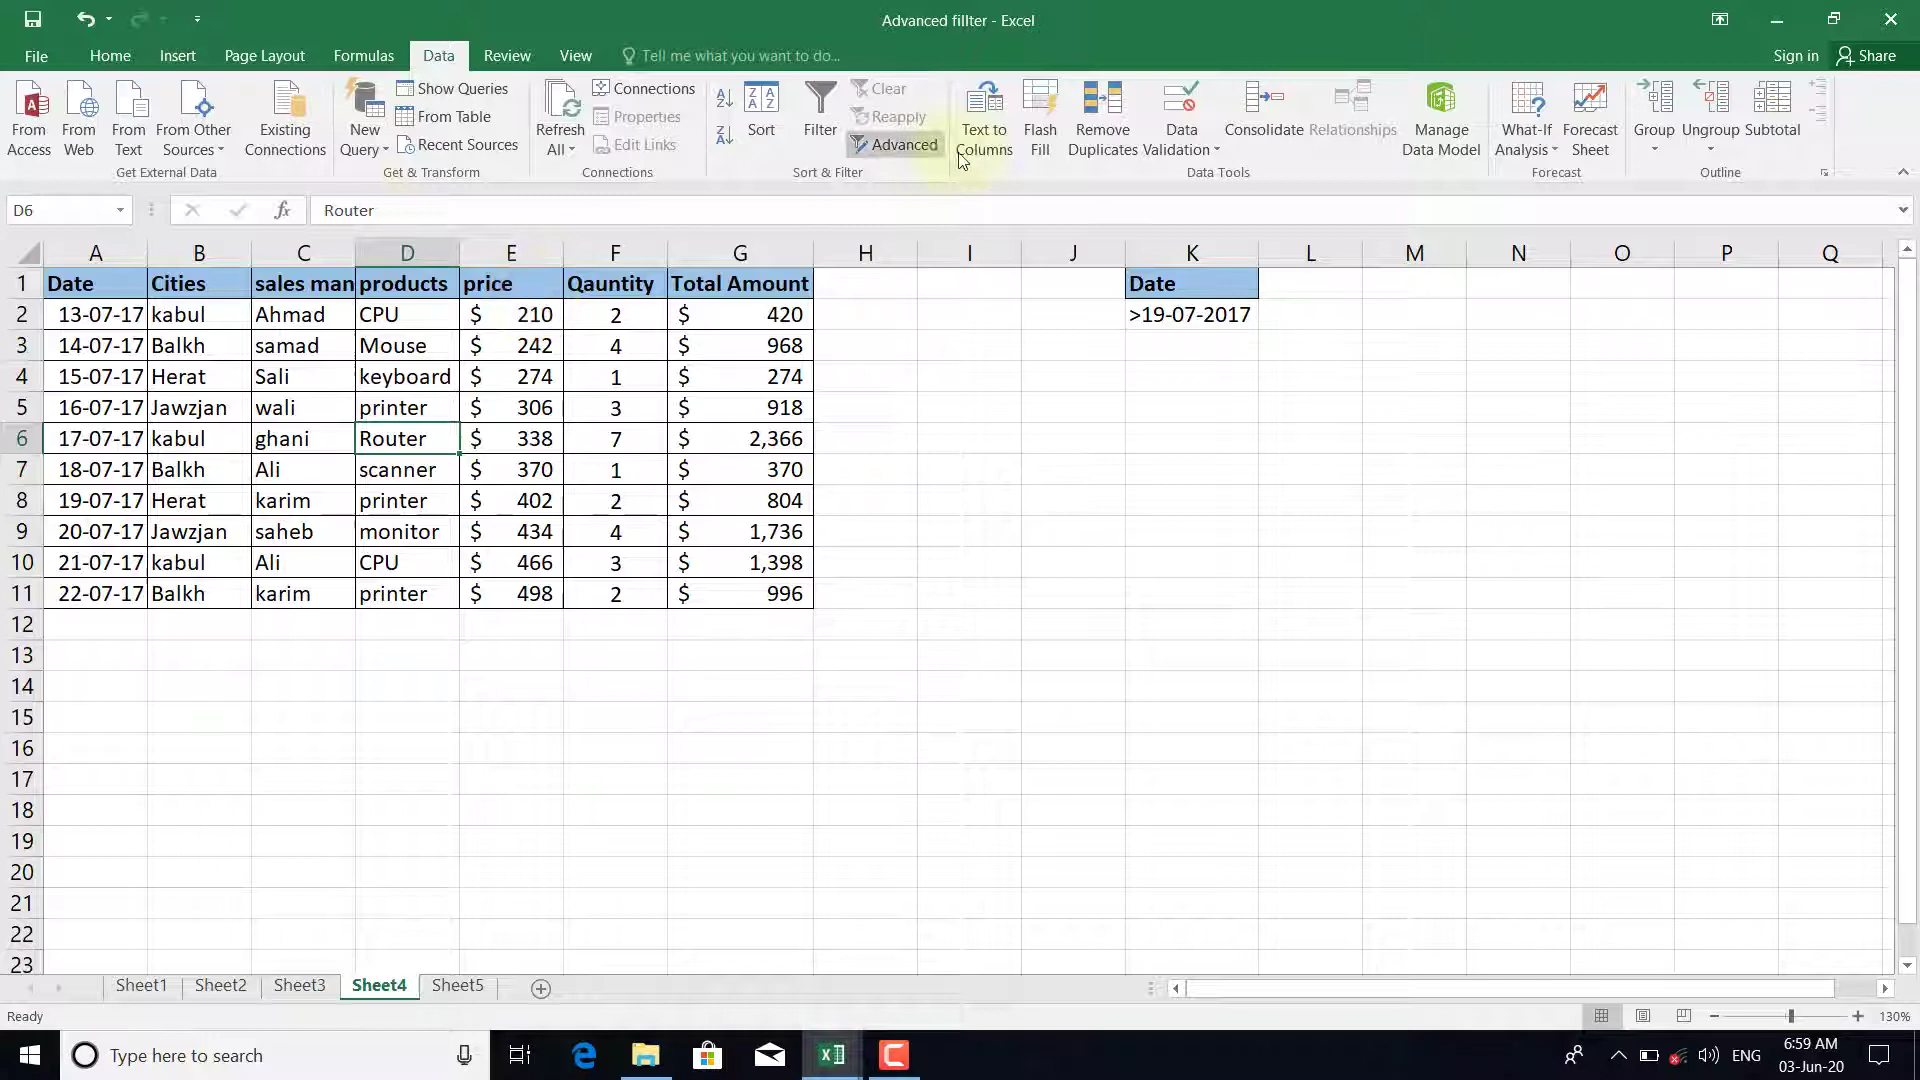 Advanced fillter - Excel
File Home Insert Page Layout Formulas Data Review View Tell me what you want to do... Sign in Share
From Access
From Web
From Text
From Other Sources
Existing Connections
Get External Data
New Query
Show Queries
From Table
Recent Sources
Get & Transform
Refresh All
Connections
Properties
Edit Links
Connections
Sort
Filter
Clear
Reapply
Advanced
Sort & Filter
Text to Columns
Flash Fill
Remove Duplicates
Data Validation
Consolidate
Relationships
Manage Data Model
Data Tools
What-If Analysis
Forecast Sheet
Forecast
Group
Ungroup
Subtotal
Outline
D6 fx Router
A B C D E F G H I J K L M N O P Q
1 Date Cities sales man products price Qauntity Total Amount Date
2 13-07-17 kabul Ahmad CPU $ 210 2 $ 420 >19-07-2017
3 14-07-17 Balkh samad Mouse $ 242 4 $ 968
4 15-07-17 Herat Sali keyboard $ 274 1 $ 274
5 16-07-17 Jawzjan wali printer $ 306 3 $ 918
6 17-07-17 kabul ghani Router $ 338 7 $ 2,366
7 18-07-17 Balkh Ali scanner $ 370 1 $ 370
8 19-07-17 Herat karim printer $ 402 2 $ 804
9 20-07-17 Jawzjan saheb monitor $ 434 4 $ 1,736
10 21-07-17 kabul Ali CPU $ 466 3 $ 1,398
11 22-07-17 Balkh karim printer $ 498 2 $ 996
12
13
14
15
16
17
18
19
20
21
22
23
Sheet1 Sheet2 Sheet3 Sheet4 Sheet5
Ready 130%
Type here to search ENG 6:59 AM
03-Jun-20